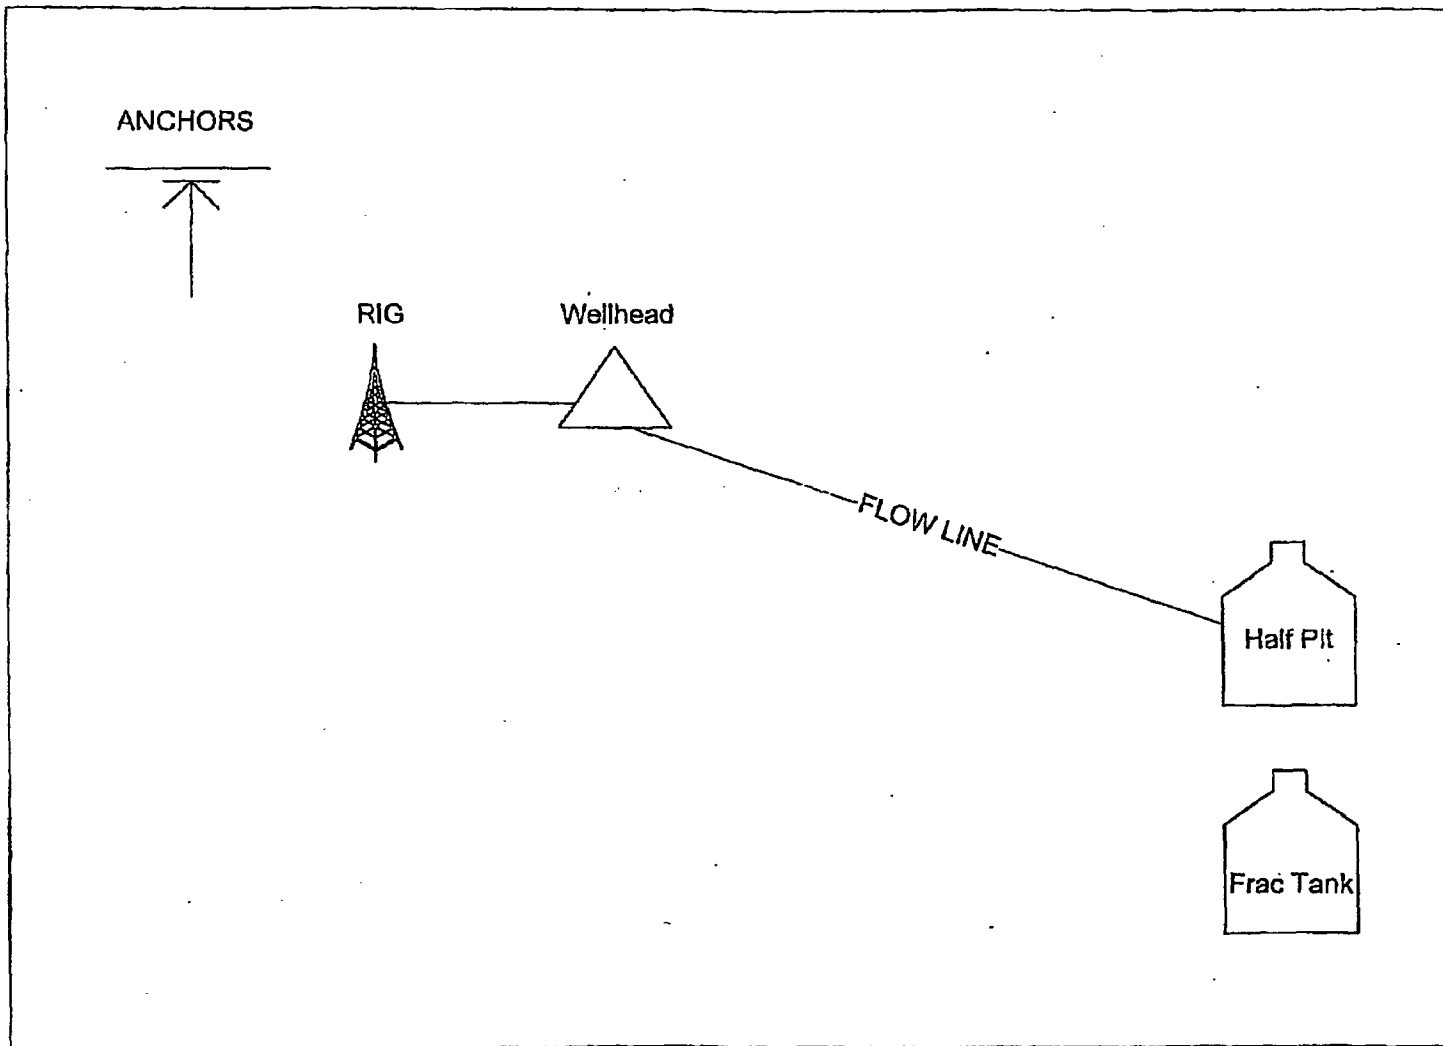 ANCHORS
RIG
Wellhead
FLOW LINE
Half Pit
Frac Tank